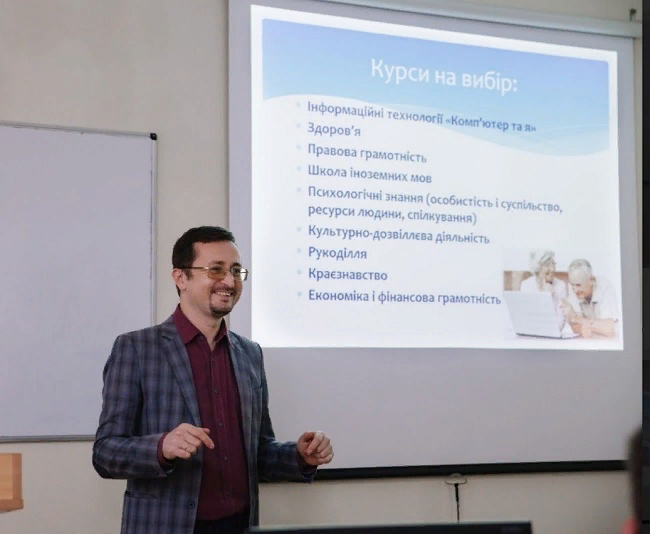 Курси на вибір:
Інформаційні технології «Комп'ютер та я»
Здоров'я
Правова грамотність
Школа іноземних мов
Психологічні знання (особистість і суспільство,
ресурси людини, спілкування)
Культурно-дозвіллєва діяльність
Рукоділля
Краєзнавство
Економіка і фінансова грамотність